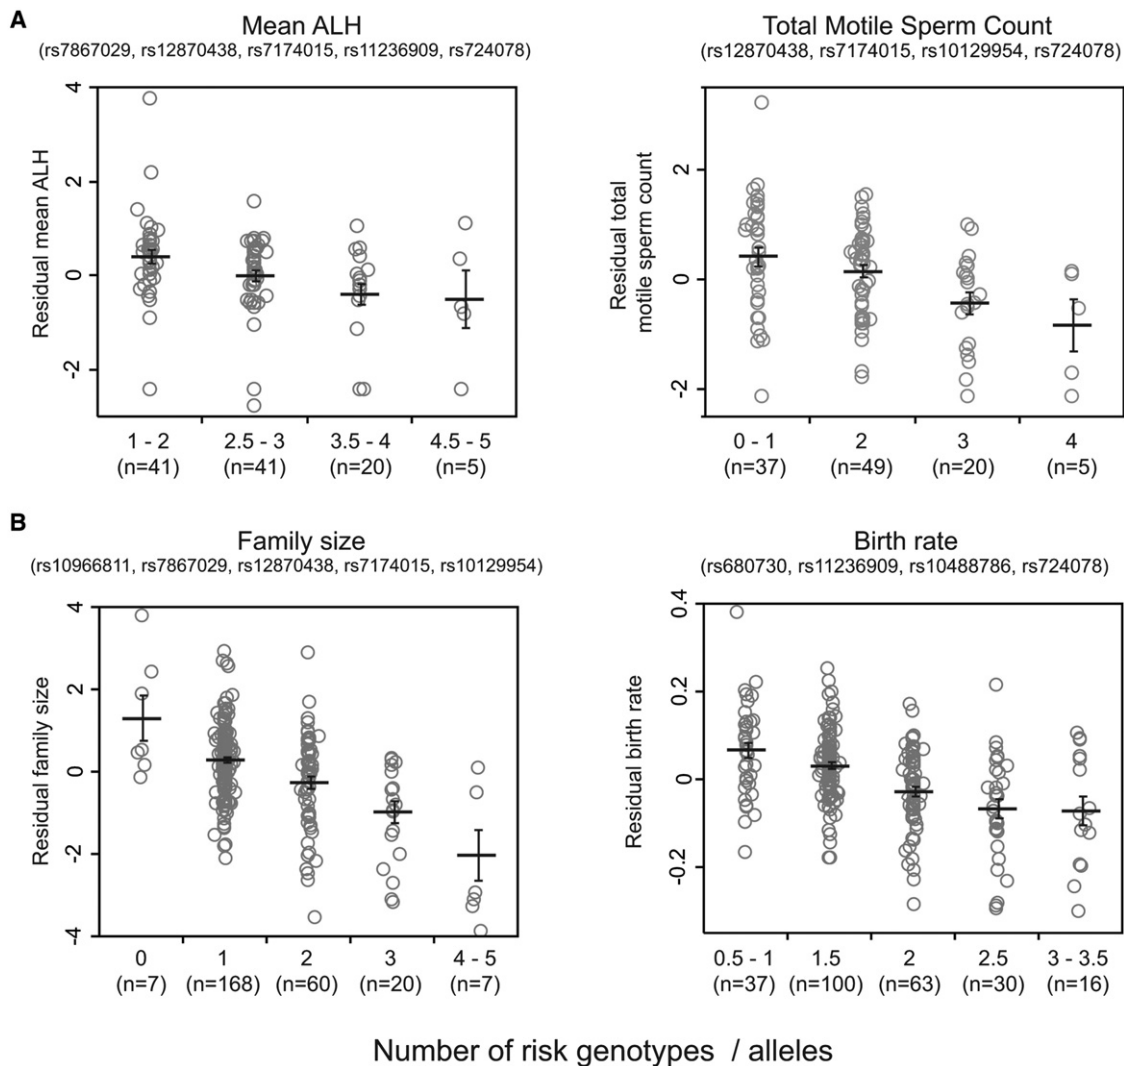 A
Mean ALH
(rs7867029, rs12870438, rs7174015, rs11236909, rs724078)
Residual mean ALH
4
2
0
-2
1 - 2
2.5 - 3
3.5 - 4
4.5 - 5
(n=41)
(n=41)
(n=20)
(n=5)
Total Motile Sperm Count
(rs12870438, rs7174015, rs10129954, rs724078)
Residual total
motile sperm count
2
0
-2
0 - 1
2
3
4
(n=37)
(n=49)
(n=20)
(n=5)
B
Family size
(rs10966811, rs7867029, rs12870438, rs7174015, rs10129954)
Residual family size
4
2
0
-2
-4
0
1
2
3
4 - 5
(n=7)
(n=168)
(n=60)
(n=20)
(n=7)
Birth rate
(rs680730, rs11236909, rs10488786, rs724078)
Residual birth rate
0.4
0.2
0
-0.2
0.5 - 1
1.5
2
2.5
3 - 3.5
(n=37)
(n=100)
(n=63)
(n=30)
(n=16)
Number of risk genotypes / alleles